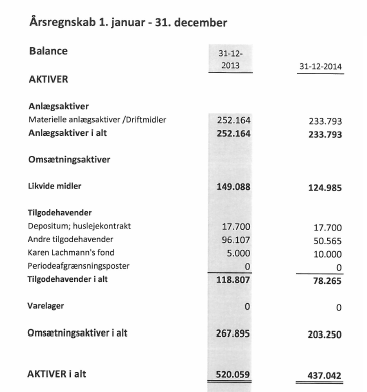 Årsregnskab 1. januar - 31. december
Balance 31-12-
2013 31-12-2014
AKTIVER
Anlægsaktiver
Materielle anlægsaktiver /Driftmidler 252.164 233.793
Anlægsaktiver i alt 252.164 233.793
Omsætningsaktiver
Likvide midler 149.088 124.985
Tilgodehavender
Depositum; huslejekontrakt 17.700 17.700
Andre tilgodehavender 96.107 50.565
Karen Lachmann's fond 5.000 10.000
Periodeafgrænsningsposter 0 0
Tilgodehavender i alt 118.807 78.265
Varelager 0 0
Omsætningsaktiver i alt 267.895 203.250
AKTIVER i alt 520.059 437.042